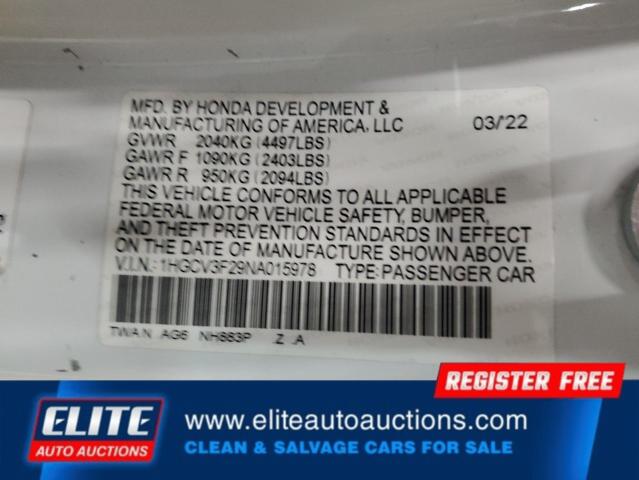 MFD. BY HONDA DEVELOPMENT &
MANUFACTURING OF AMERICA, LLC 03/22
GVWR 2040KG (4497LBS)
GAWR F 1090KG (2403LBS)
GAWR R 950KG (2094LBS)
THIS VEHICLE CONFORMS TO ALL APPLICABLE
FEDERAL MOTOR VEHICLE SAFETY, BUMPER,
AND THEFT PREVENTION STANDARDS IN EFFECT
ON THE DATE OF MANUFACTURE SHOWN ABOVE.
V.I.N.: 1HGCV3F29NA015978 TYPE: PASSENGER CAR
TWAN AG6 NH883P Z .A
REGISTER FREE
ELITE
AUTO AUCTIONS
www.eliteautoauctions.com
CLEAN & SALVAGE CARS FOR SALE